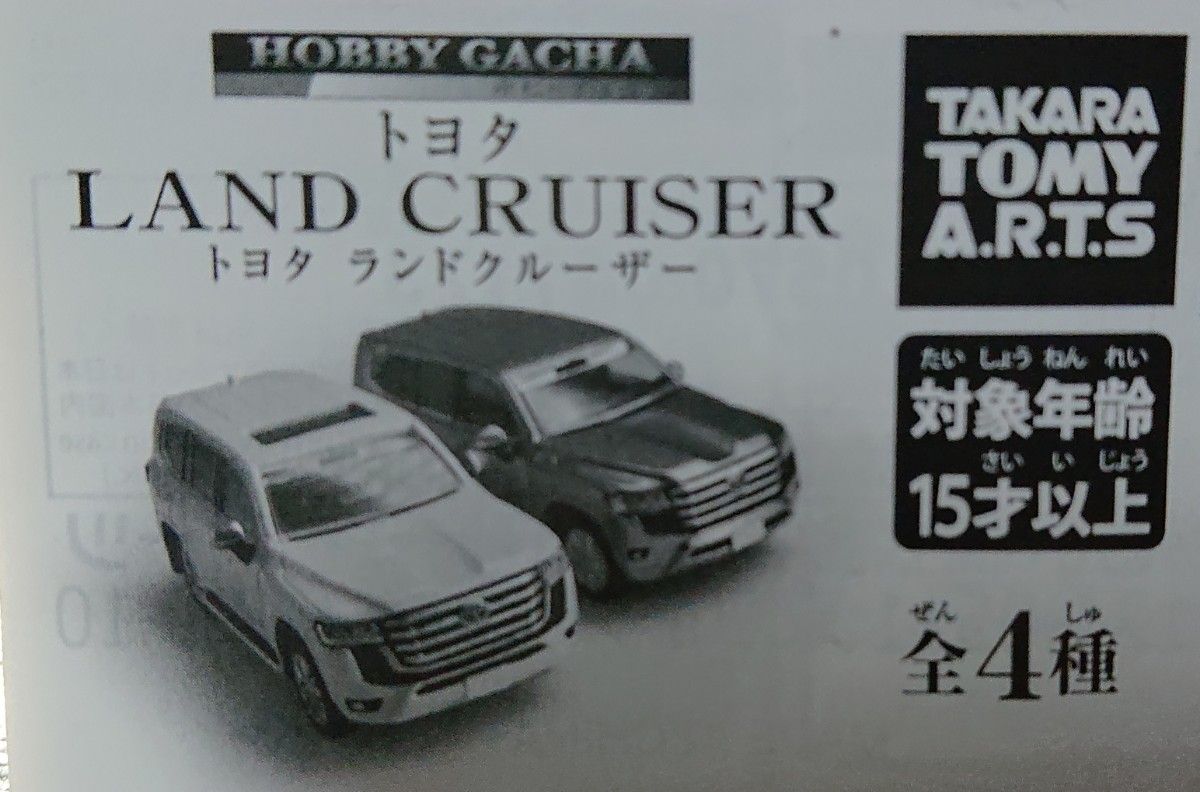 HOBBY GACHA
トヨタ
LAND CRUISER
トヨタ ランドクルーザー
TAKARA
TOMY
A.R.T.S
たい しょう ねん れい
対象年齢
さい い じょう
15才以上
ぜん しゅ
全4種